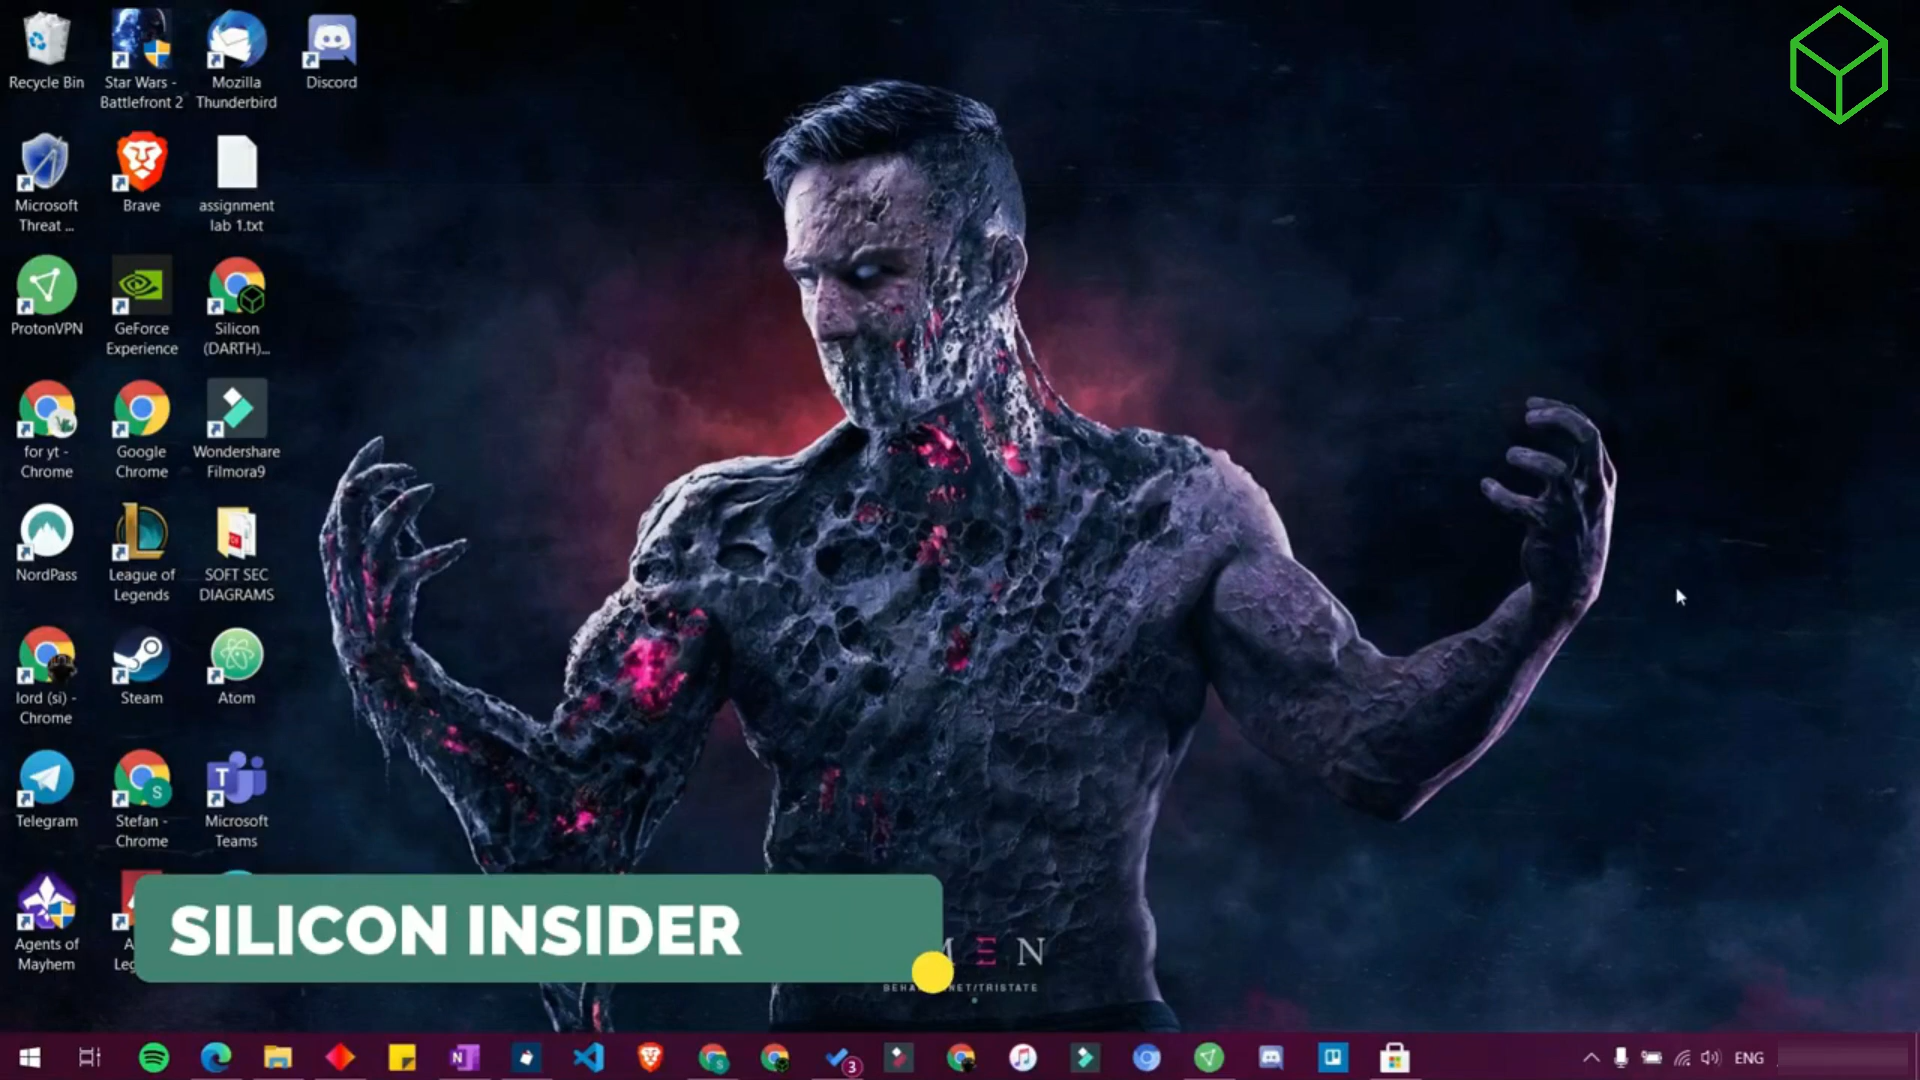 Recycle Bin
Star Wars -
Battlefront 2
Mozilla
Thunderbird
Discord
Microsoft
Threat ...
Brave
assignment
lab 1.txt
ProtonVPN
GeForce
Experience
Silicon
(DARTH)...
for yt -
Chrome
Google
Chrome
Wondershare
Filmora9
NordPass
League of
Legends
SOFT SEC
DIAGRAMS
lord (si) -
Chrome
Steam
Atom
Telegram
Stefan -
Chrome
Microsoft
Teams
Agents of
Mayhem
SILICON INSIDER
ENG